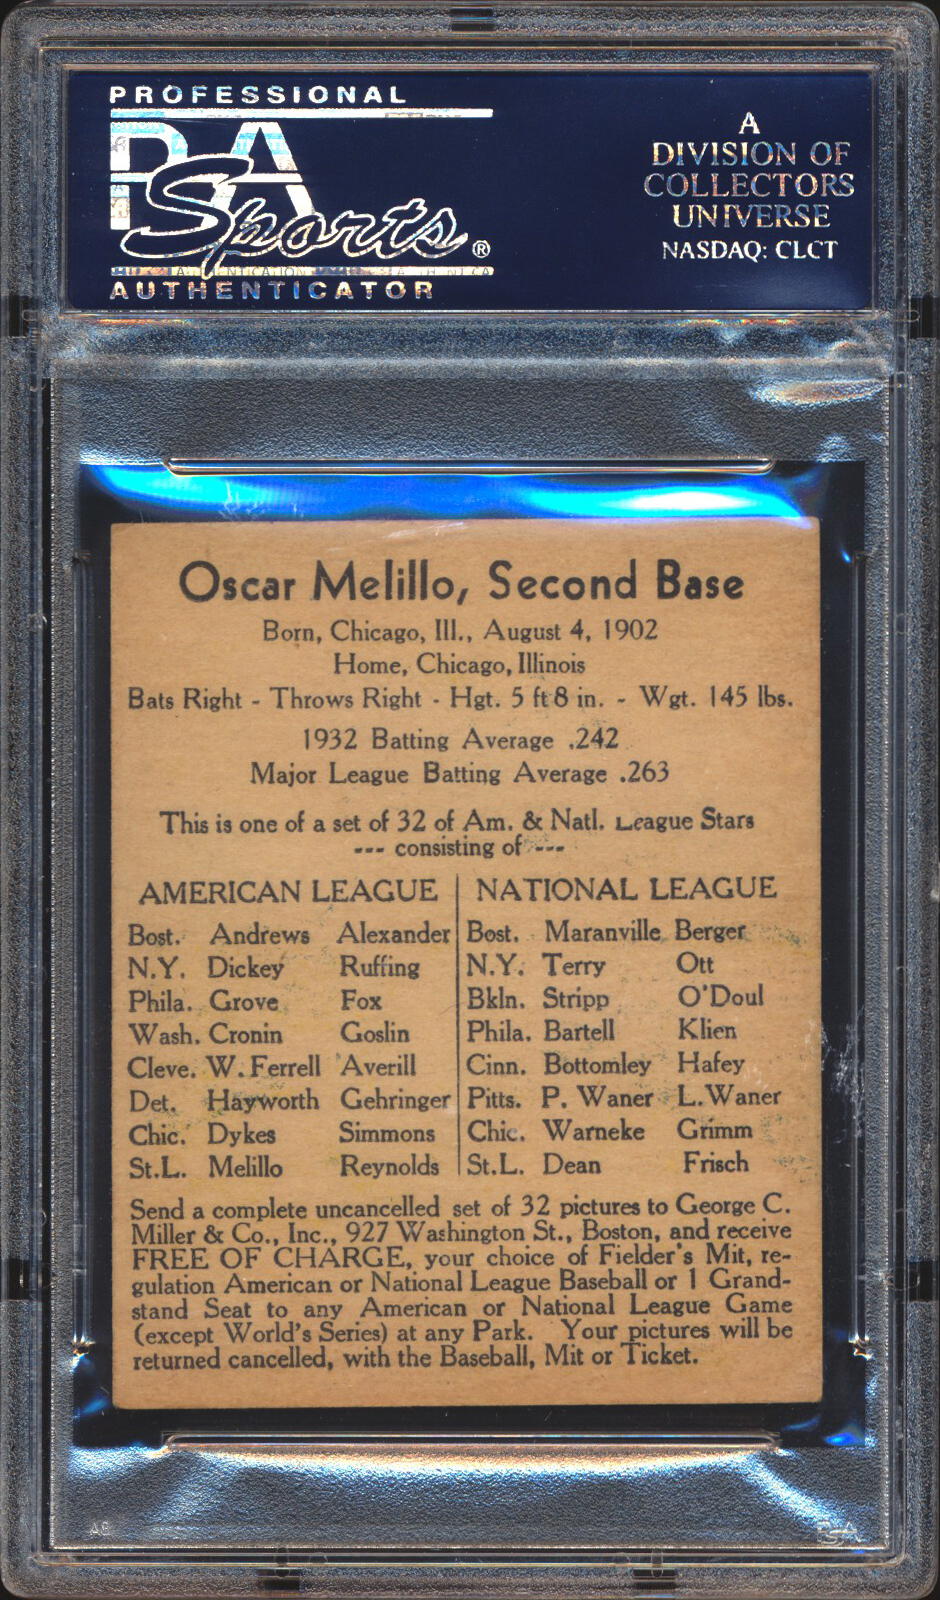 PROFESSIONAL
PSA
Sports®
AUTHENTICATOR
A
DIVISION OF
COLLECTORS
UNIVERSE
NASDAQ: CLCT
Oscar Melillo, Second Base
Born, Chicago, Ill., August 4, 1902
Home, Chicago, Illinois
Bats Right - Throws Right - Hgt. 5 ft 8 in. - Wgt. 145 lbs.
1932 Batting Average .242
Major League Batting Average .263
This is one of a set of 32 of Am. & Natl. League Stars
--- consisting of ---
AMERICAN LEAGUE
Bost. Andrews Alexander
N.Y. Dickey Ruffing
Phila. Grove Fox
Wash. Cronin Goslin
Cleve. W. Ferrell Averill
Det. Hayworth Gehringer
Chic. Dykes Simmons
St.L. Melillo Reynolds
NATIONAL LEAGUE
Bost. Maranville Berger
N.Y. Terry Ott
Bkln. Stripp O'Doul
Phila. Bartell Klien
Cinn. Bottomley Hafey
Pitts. P. Waner L. Waner
Chic. Warneke Grimm
St.L. Dean Frisch
Send a complete uncancelled set of 32 pictures to George C.
Miller & Co., Inc., 927 Washington St., Boston, and receive
FREE OF CHARGE, your choice of Fielder's Mit, re-
gulation American or National League Baseball or 1 Grand-
stand Seat to any American or National League Game
(except World's Series) at any Park. Your pictures will be
returned cancelled, with the Baseball, Mit or Ticket.
PSA